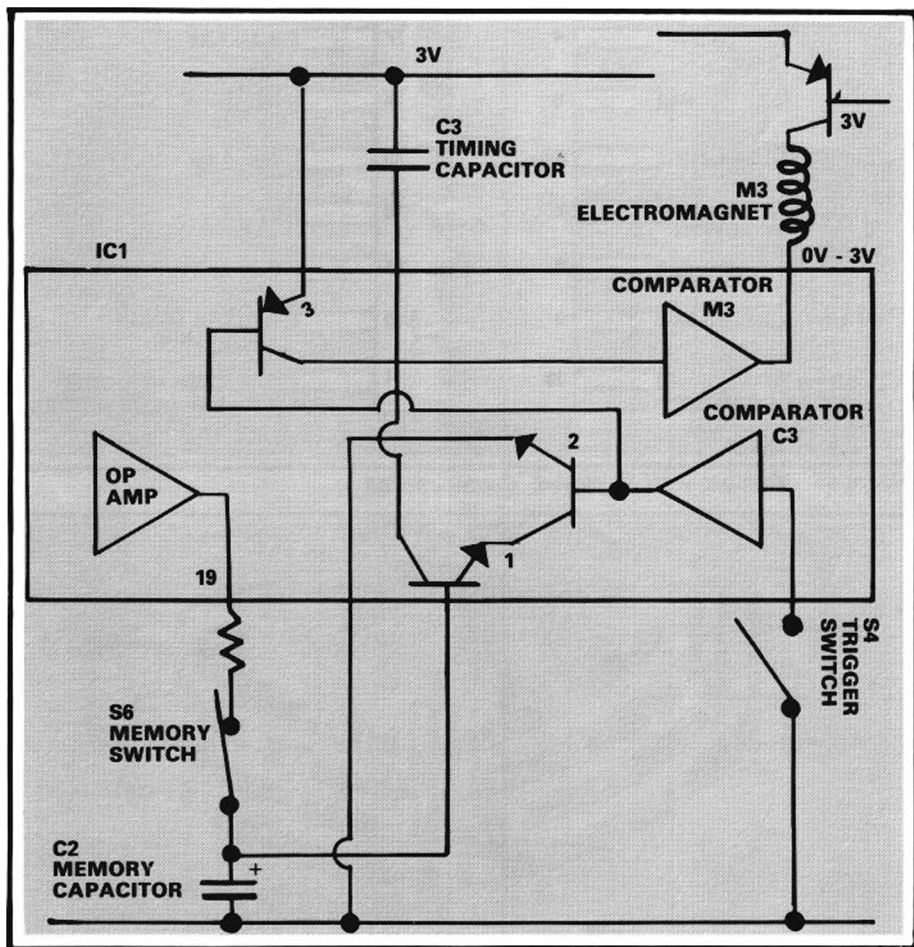 3V
C3
TIMING
CAPACITOR
3V
M3
ELECTROMAGNET
IC1
0V - 3V
COMPARATOR
M3
3
COMPARATOR
C3
2
OP
AMP
1
19
S4
TRIGGER
SWITCH
S6
MEMORY
SWITCH
C2
MEMORY
CAPACITOR
+